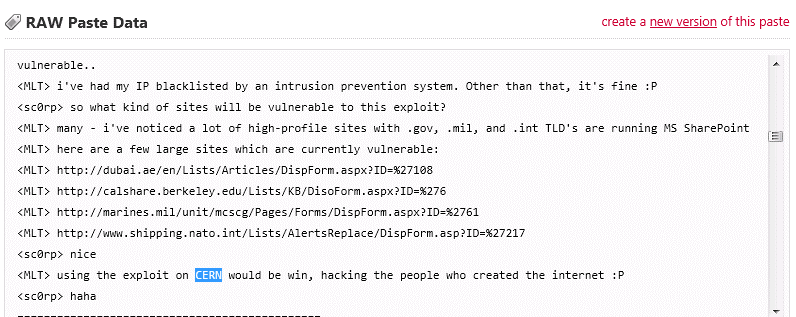 RAW Paste Data
create a new version of this paste
vulnerable..
<MLT> i've had my IP blacklisted by an intrusion prevention system. Other than that, it's fine :P
<sc0rp> so what kind of sites will be vulnerable to this exploit?
<MLT> many - i've noticed a lot of high-profile sites with .gov, .mil, and .int TLD's are running MS SharePoint
<MLT> here are a few large sites which are currently vulnerable:
<MLT> http://dubai.ae/en/Lists/Articles/DispForm.aspx?ID=%27108
<MLT> http://calshare.berkeley.edu/Lists/KB/DisoForm.aspx?ID=%276
<MLT> http://marines.mil/unit/mcscg/Pages/Forms/DispForm.aspx?ID=%2761
<MLT> http://www.shipping.nato.int/Lists/AlertsReplace/DispForm.asp?ID=%27217
<sc0rp> nice
<MLT> using the exploit on CERN would be win, hacking the people who created the internet :P
<sc0rp> haha
==============================================